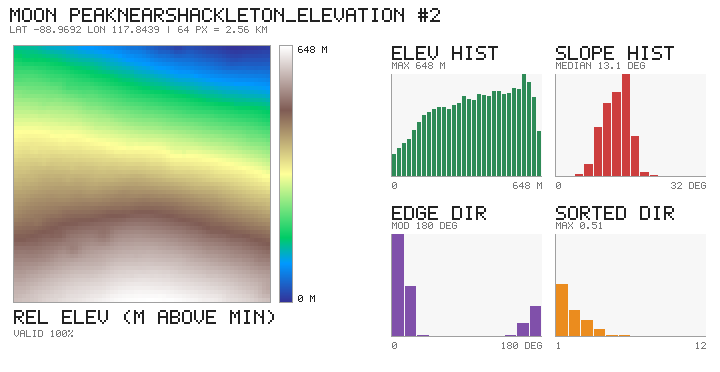 MOON PEAKNEARSHACKLETON_ELEVATION #2
LAT -88.9692 LON 117.8439 | 64 PX = 2.56 KM
648 M
0 M
REL ELEV (M ABOVE MIN)
VALID 100%
ELEV HIST
MAX 648 M
0 648 M
SLOPE HIST
MEDIAN 13.1 DEG
0 32 DEG
EDGE DIR
MOD 180 DEG
0 180 DEG
SORTED DIR
MAX 0.51
1 12